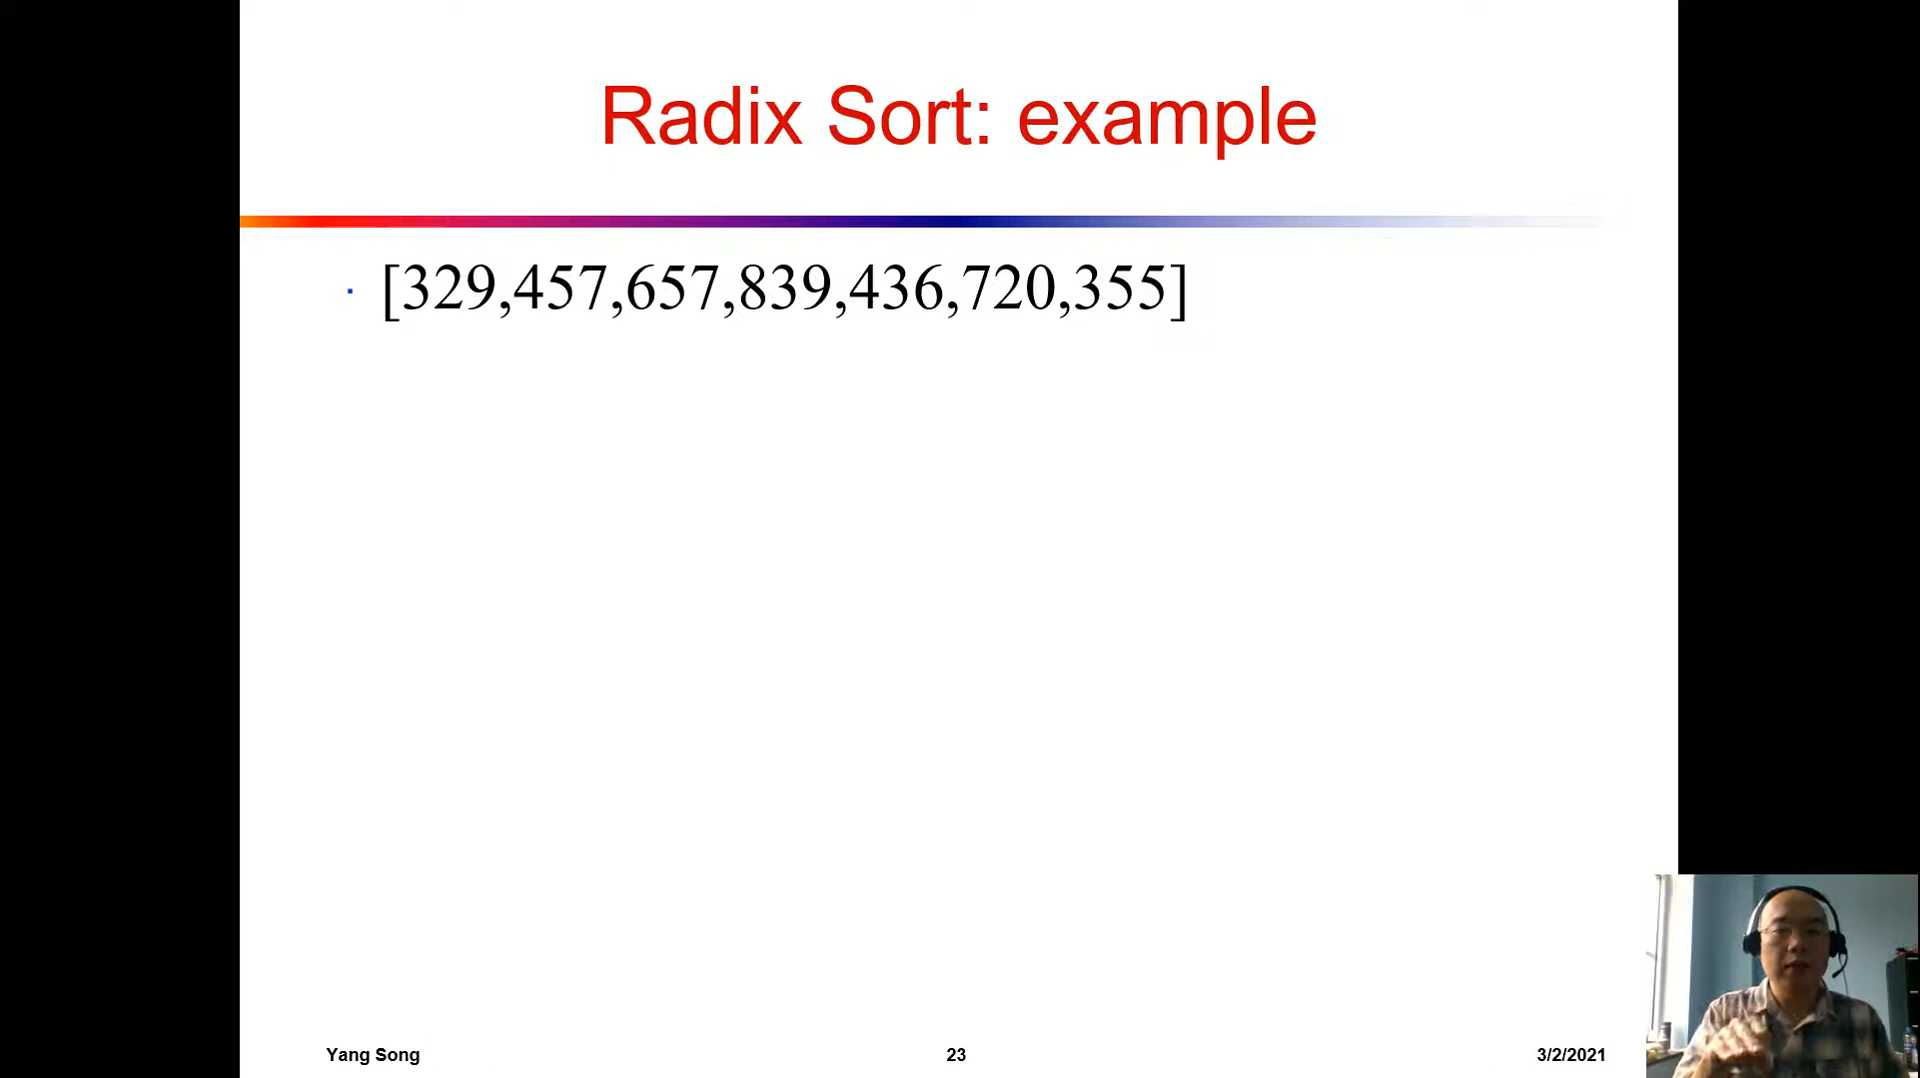 Radix Sort: example
· [329,457,657,839,436,720,355]
Yang Song
23
3/2/2021